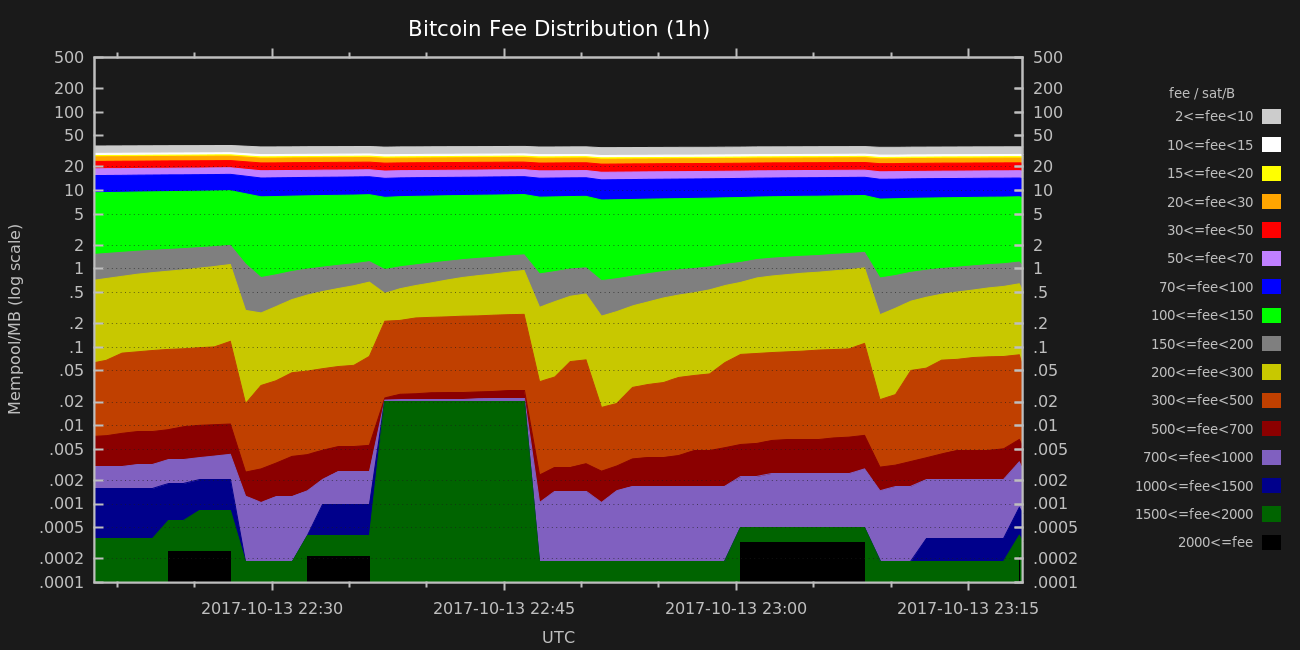 Bitcoin Fee Distribution (1h)
500
200
100
50
20
10
5
2
1
.5
.2
.1
.05
.02
.01
.005
.002
.001
.0005
.0002
.0001
Mempool/MB (log scale)
500
200
100
50
20
10
5
2
1
.5
.2
.1
.05
.02
.01
.005
.002
.001
.0005
.0002
.0001
2017-10-13 22:30
2017-10-13 22:45
2017-10-13 23:00
2017-10-13 23:15
UTC
fee / sat/B
2<=fee<10
10<=fee<15
15<=fee<20
20<=fee<30
30<=fee<50
50<=fee<70
70<=fee<100
100<=fee<150
150<=fee<200
200<=fee<300
300<=fee<500
500<=fee<700
700<=fee<1000
1000<=fee<1500
1500<=fee<2000
2000<=fee